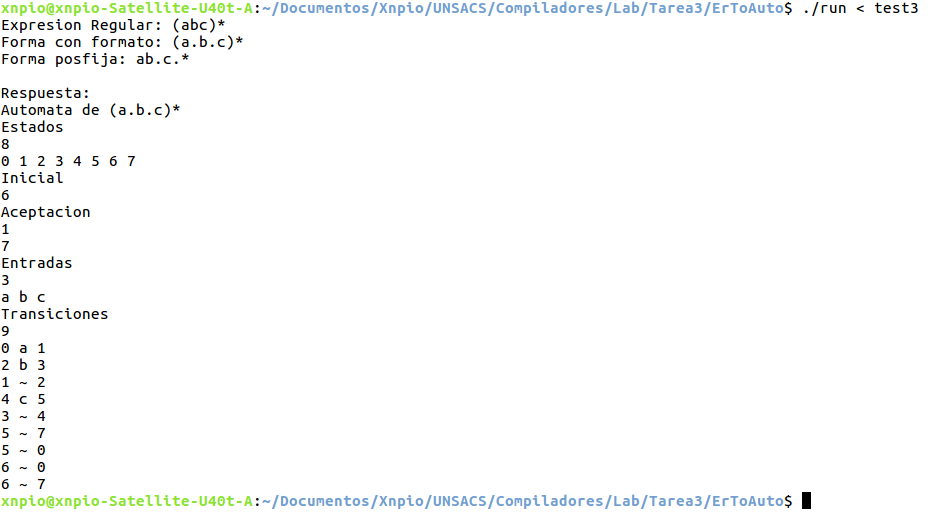 xnpio@xnpio-Satellite-U40t-A:~/Documentos/Xnpio/UNSACS/Compiladores/Lab/Tarea3/ErToAuto$ ./run < test3
Expresion Regular: (abc)*
Forma con formato: (a.b.c)*
Forma posfija: ab.c.*

Respuesta:
Automata de (a.b.c)*
Estados
8
0 1 2 3 4 5 6 7
Inicial
6
Aceptacion
1
7
Entradas
3
a b c
Transiciones
9
0 a 1
2 b 3
1 ~ 2
4 c 5
3 ~ 4
5 ~ 7
5 ~ 0
6 ~ 0
6 ~ 7
xnpio@xnpio-Satellite-U40t-A:~/Documentos/Xnpio/UNSACS/Compiladores/Lab/Tarea3/ErToAuto$